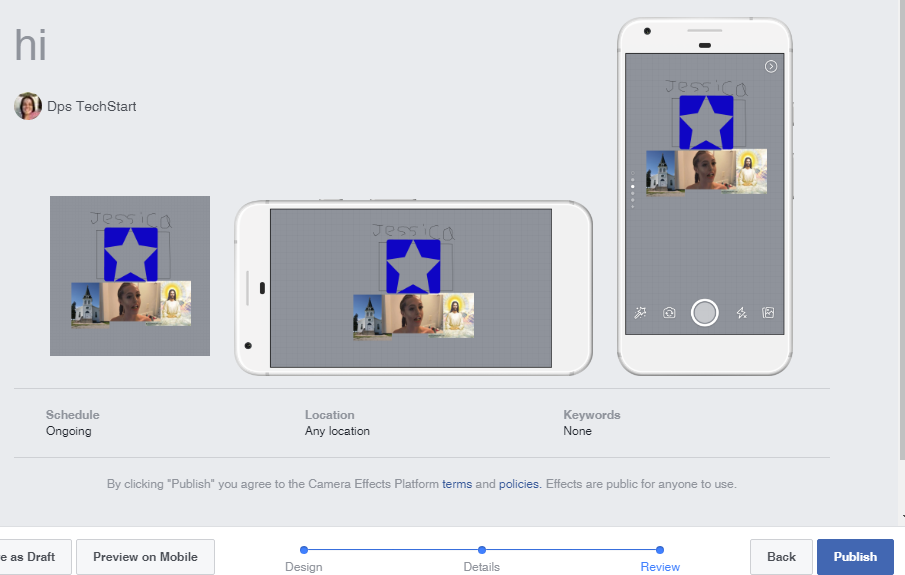 hi
Dps TechStart
Jessica
Jessica
Jessica
Schedule
Ongoing
Location
Any location
Keywords
None
By clicking "Publish" you agree to the Camera Effects Platform terms and policies. Effects are public for anyone to use.
e as Draft
Preview on Mobile
Design
Details
Review
Back
Publish